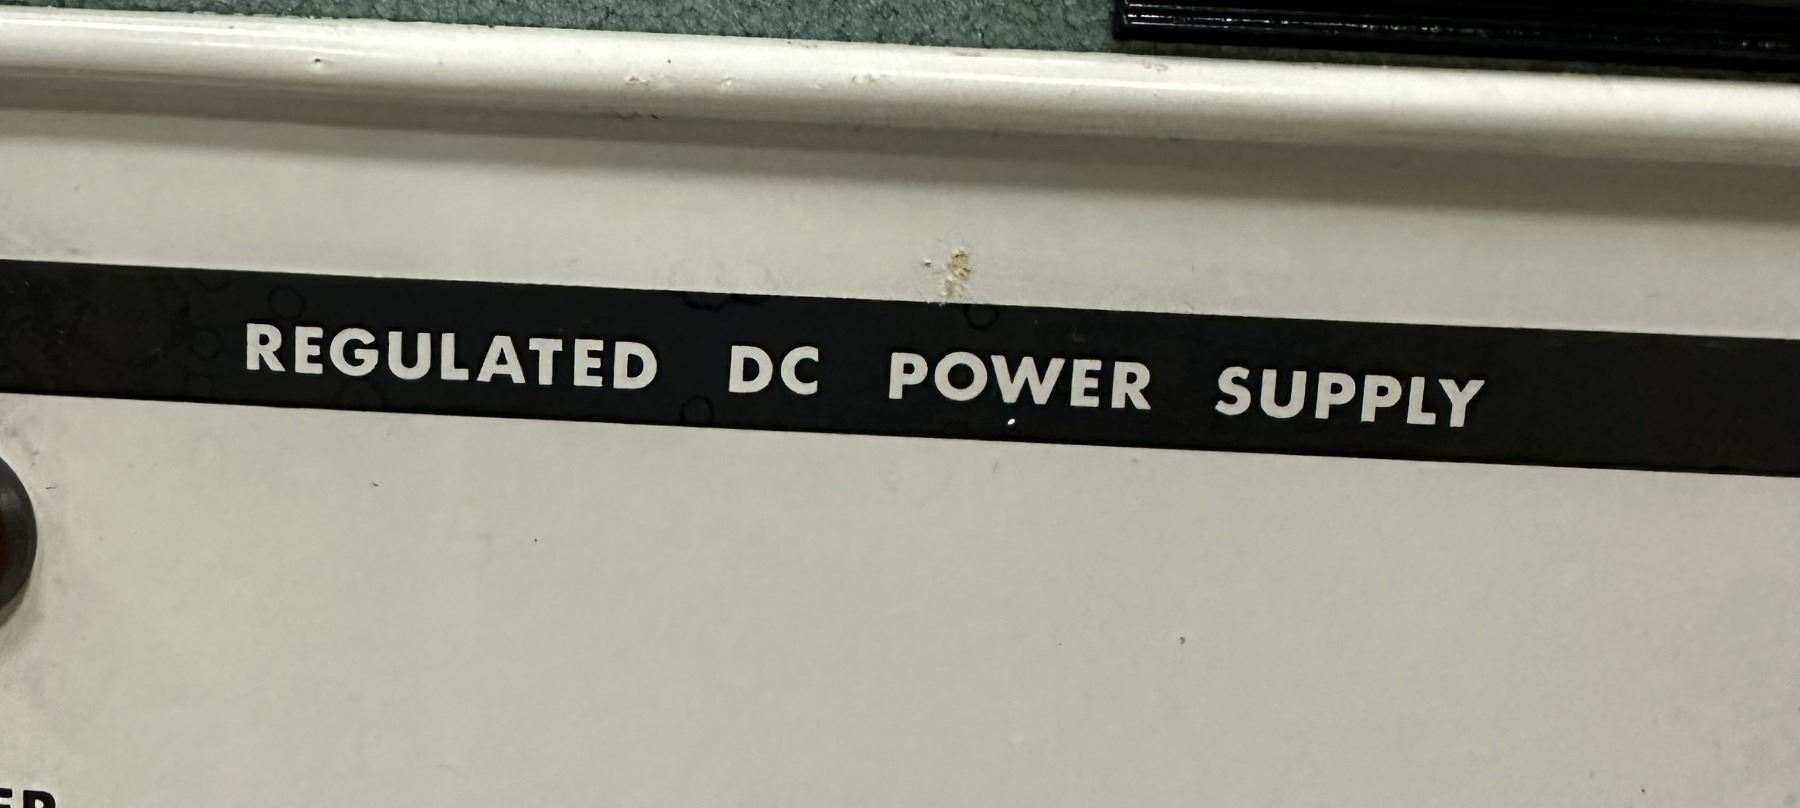 REGULATED DC POWER SUPPLY